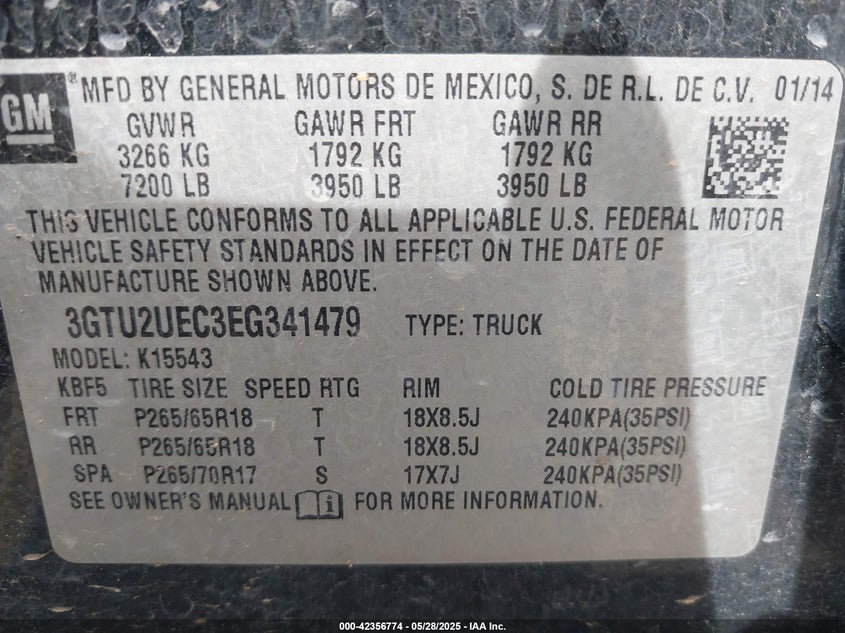 GM
® MFD BY GENERAL MOTORS DE MEXICO, S. DE R.L. DE C.V. 01/14
GVWR GAWR FRT GAWR RR
3266 KG 1792 KG 1792 KG
7200 LB 3950 LB 3950 LB
THIS VEHICLE CONFORMS TO ALL APPLICABLE U.S. FEDERAL MOTOR
VEHICLE SAFETY STANDARDS IN EFFECT ON THE DATE OF
MANUFACTURE SHOWN ABOVE.
3GTU2UEC3EG341479 TYPE: TRUCK
MODEL: K15543
KBF5 TIRE SIZE SPEED RTG RIM COLD TIRE PRESSURE
FRT P265/65R18 T 18X8.5J 240KPA(35PSI)
RR P265/65R18 T 18X8.5J 240KPA(35PSI)
SPA P265/70R17 S 17X7J 240KPA(35PSI)
SEE OWNER'S MANUAL FOR MORE INFORMATION.
000-42356774 / 05/28/2025 - IAA Inc.